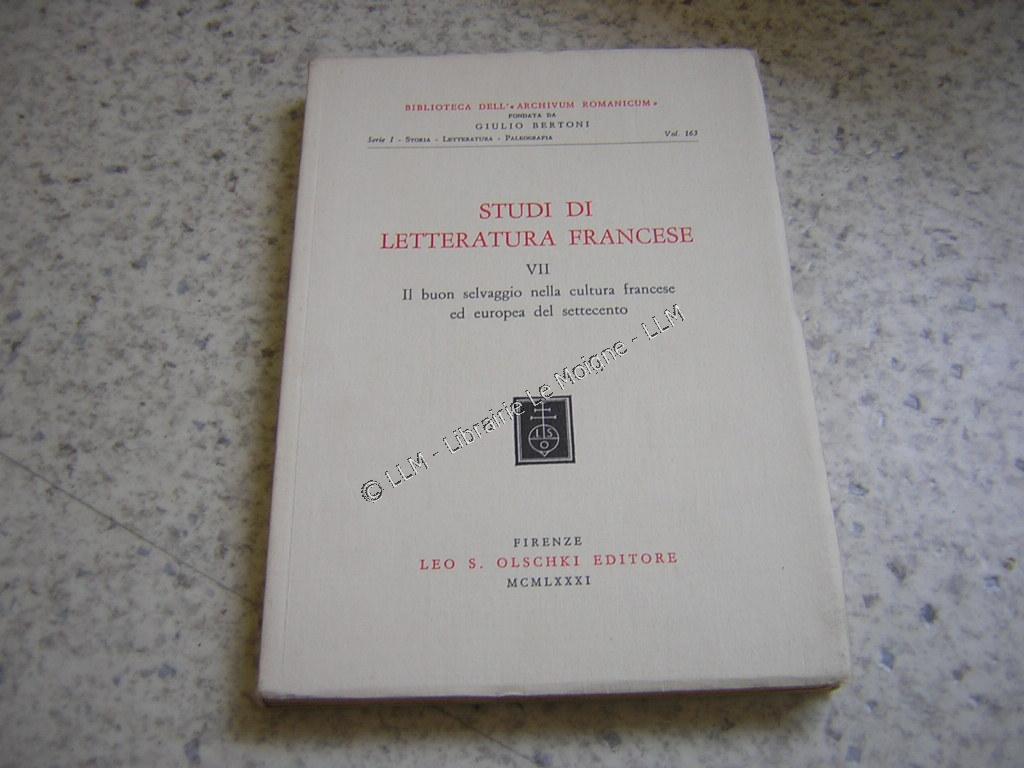 BIBLIOTECA DELL'«ARCHIVUM ROMANICUM»
FONDATA DA
GIULIO BERTONI
Serie I - STORIA - LETTERATURA - PALEOGRAFIA Vol. 163
STUDI DI
LETTERATURA FRANCESE
VII
Il buon selvaggio nella cultura francese
ed europea del settecento
© LLM - Librairie Le Moigne - LLM
LSO
FIRENZE
LEO S. OLSCHKI EDITORE
MCMLXXXI